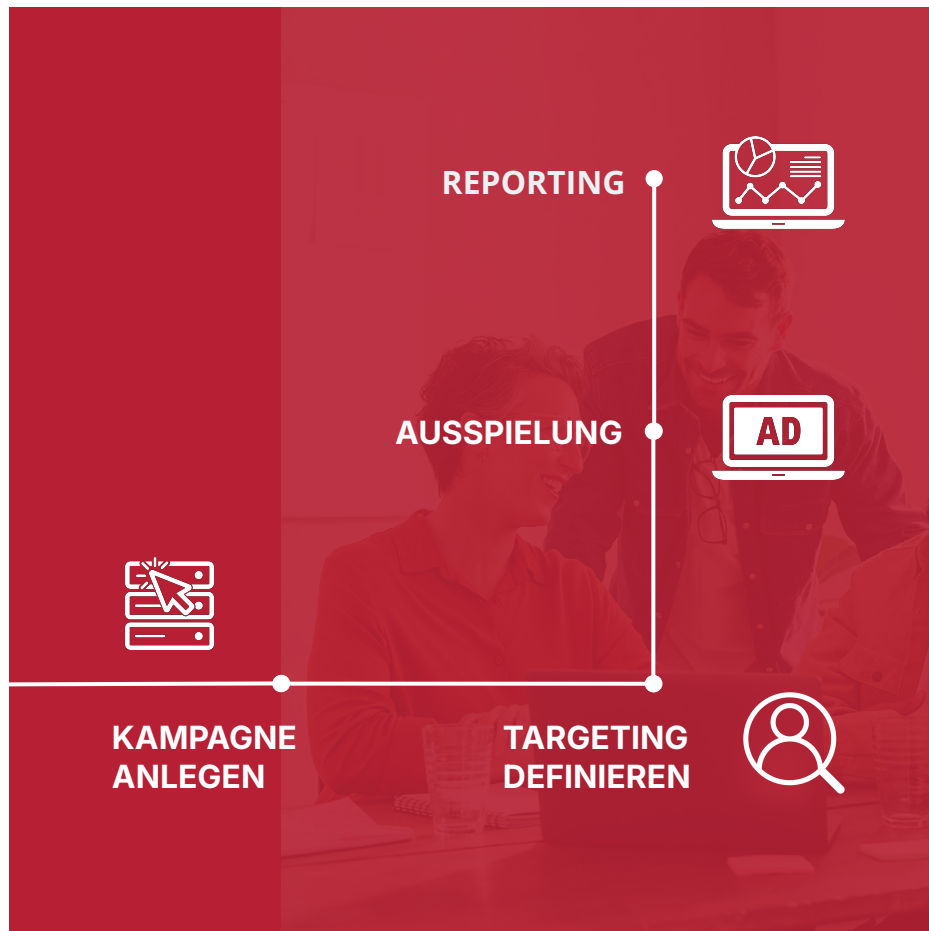 REPORTING
AUSSPIELUNG
AD
KAMPAGNE
ANLEGEN
TARGETING
DEFINIEREN